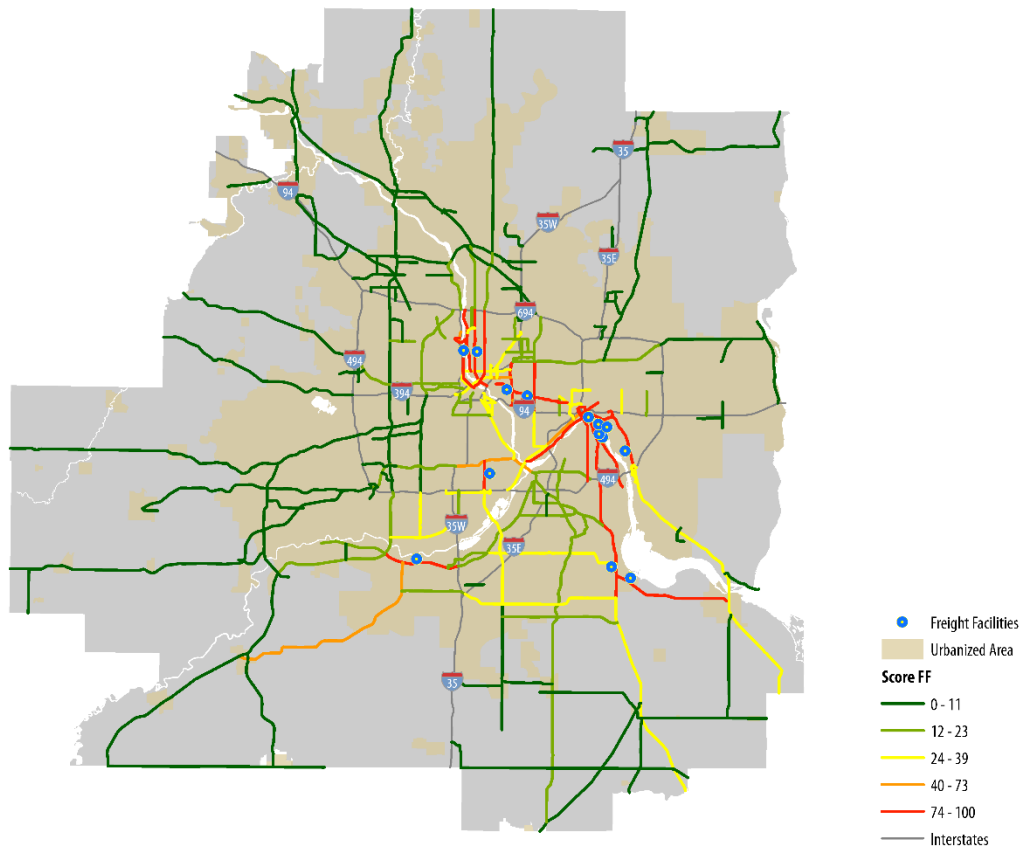 35
94
35W
35E
694
494
394
94
494
35W
35E
35
Freight Facilities
Urbanized Area
Score FF
0 - 11
12 - 23
24 - 39
40 - 73
74 - 100
Interstates